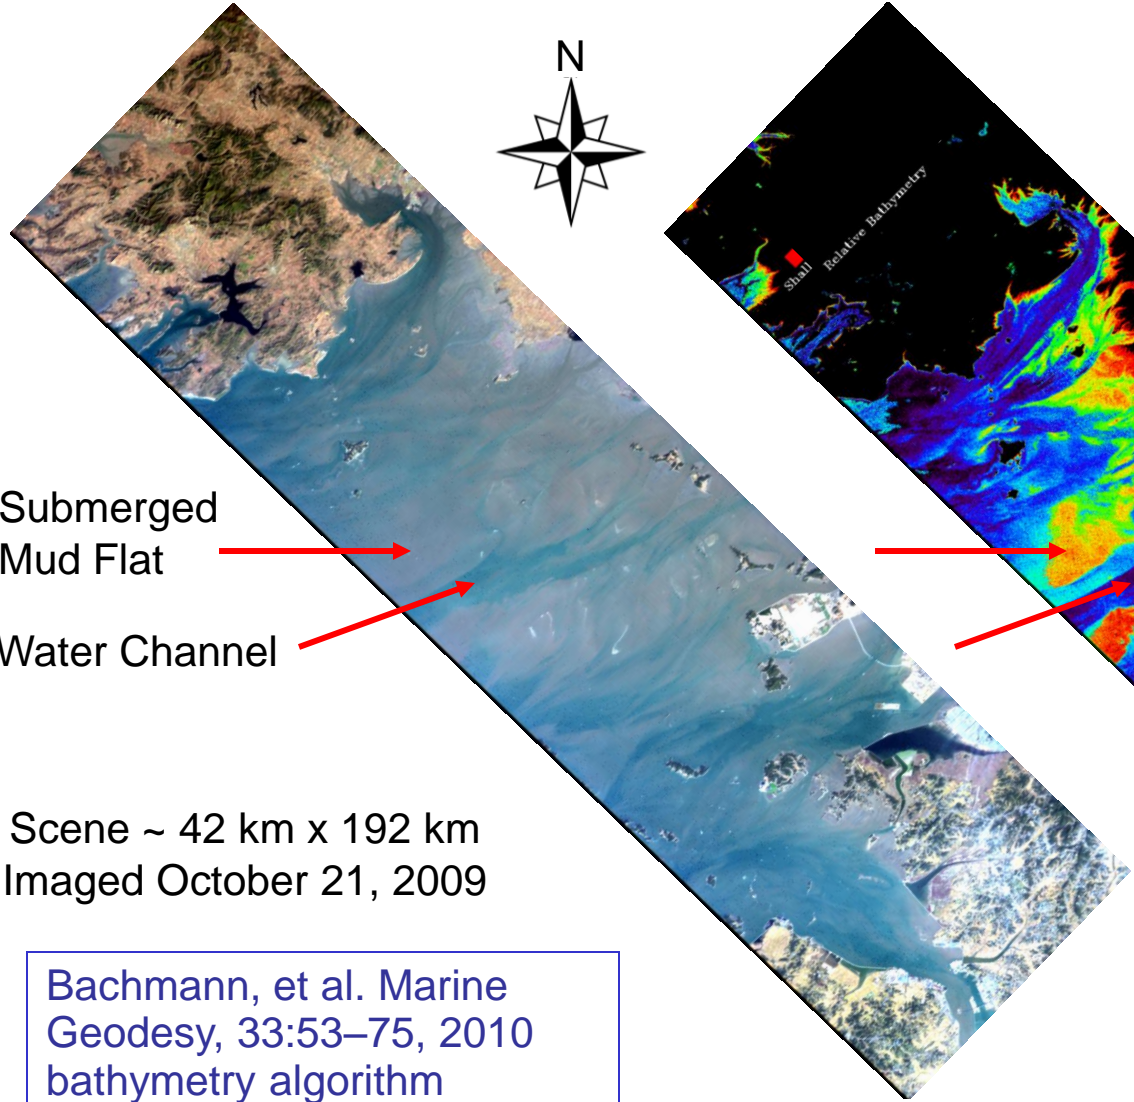 N
Relative Bathymetry
Shall
Submerged
Mud Flat
Water Channel
Scene ~ 42 km x 192 km
Imaged October 21, 2009
Bachmann, et al. Marine
Geodesy, 33:53–75, 2010
bathymetry algorithm